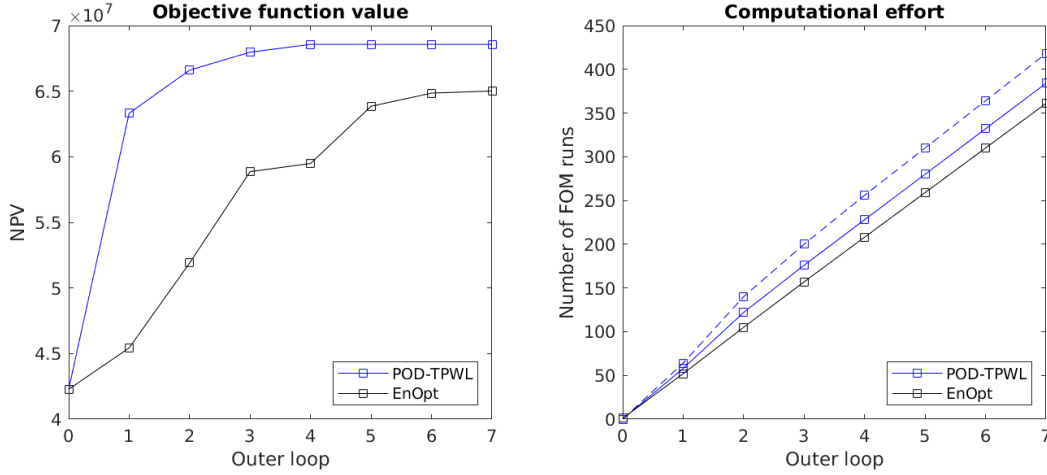 Objective function value
×10⁷
7
6.5
6
5.5
5
4.5
4
NPV
0 1 2 3 4 5 6 7
Outer loop
POD-TPWL
EnOpt
Computational effort
450
400
350
300
250
200
150
100
50
0
Number of FOM runs
0 1 2 3 4 5 6 7
Outer loop
POD-TPWL
EnOpt